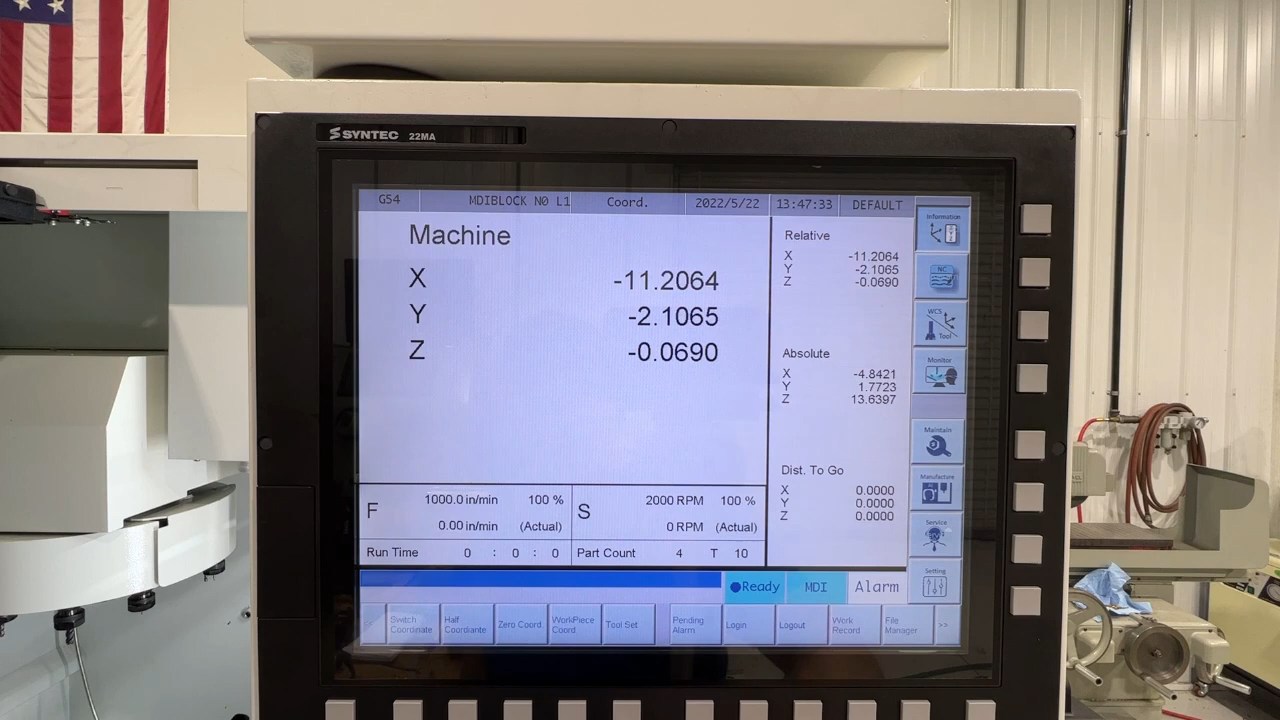 SYNTEC 22MA
G54 MDIBLOCK N0 L1 Coord. 2022/5/22 13:47:33 DEFAULT
Machine
X -11.2064
Y -2.1065
Z -0.0690
Relative
X -11.2064
Y -2.1065
Z -0.0690
Absolute
X -4.8421
Y 1.7723
Z 13.6397
Dist. To Go
X 0.0000
Y 0.0000
Z 0.0000
F 1000.0 in/min 100 %
0.00 in/min (Actual)
S 2000 RPM 100 %
0 RPM (Actual)
Run Time 0 : 0 : 0
Part Count 4 T 10
Ready MDI Alarm
Information
NC
WCS
Tool
Monitor
Maintain
Manufacture
Service
Setting
Switch
Coordinate
Half
Coordiante
Zero Coord
WorkPiece
Coord.
Tool Set
Pending
Alarm
Login
Logout
Work
Record
File
Manager
>>